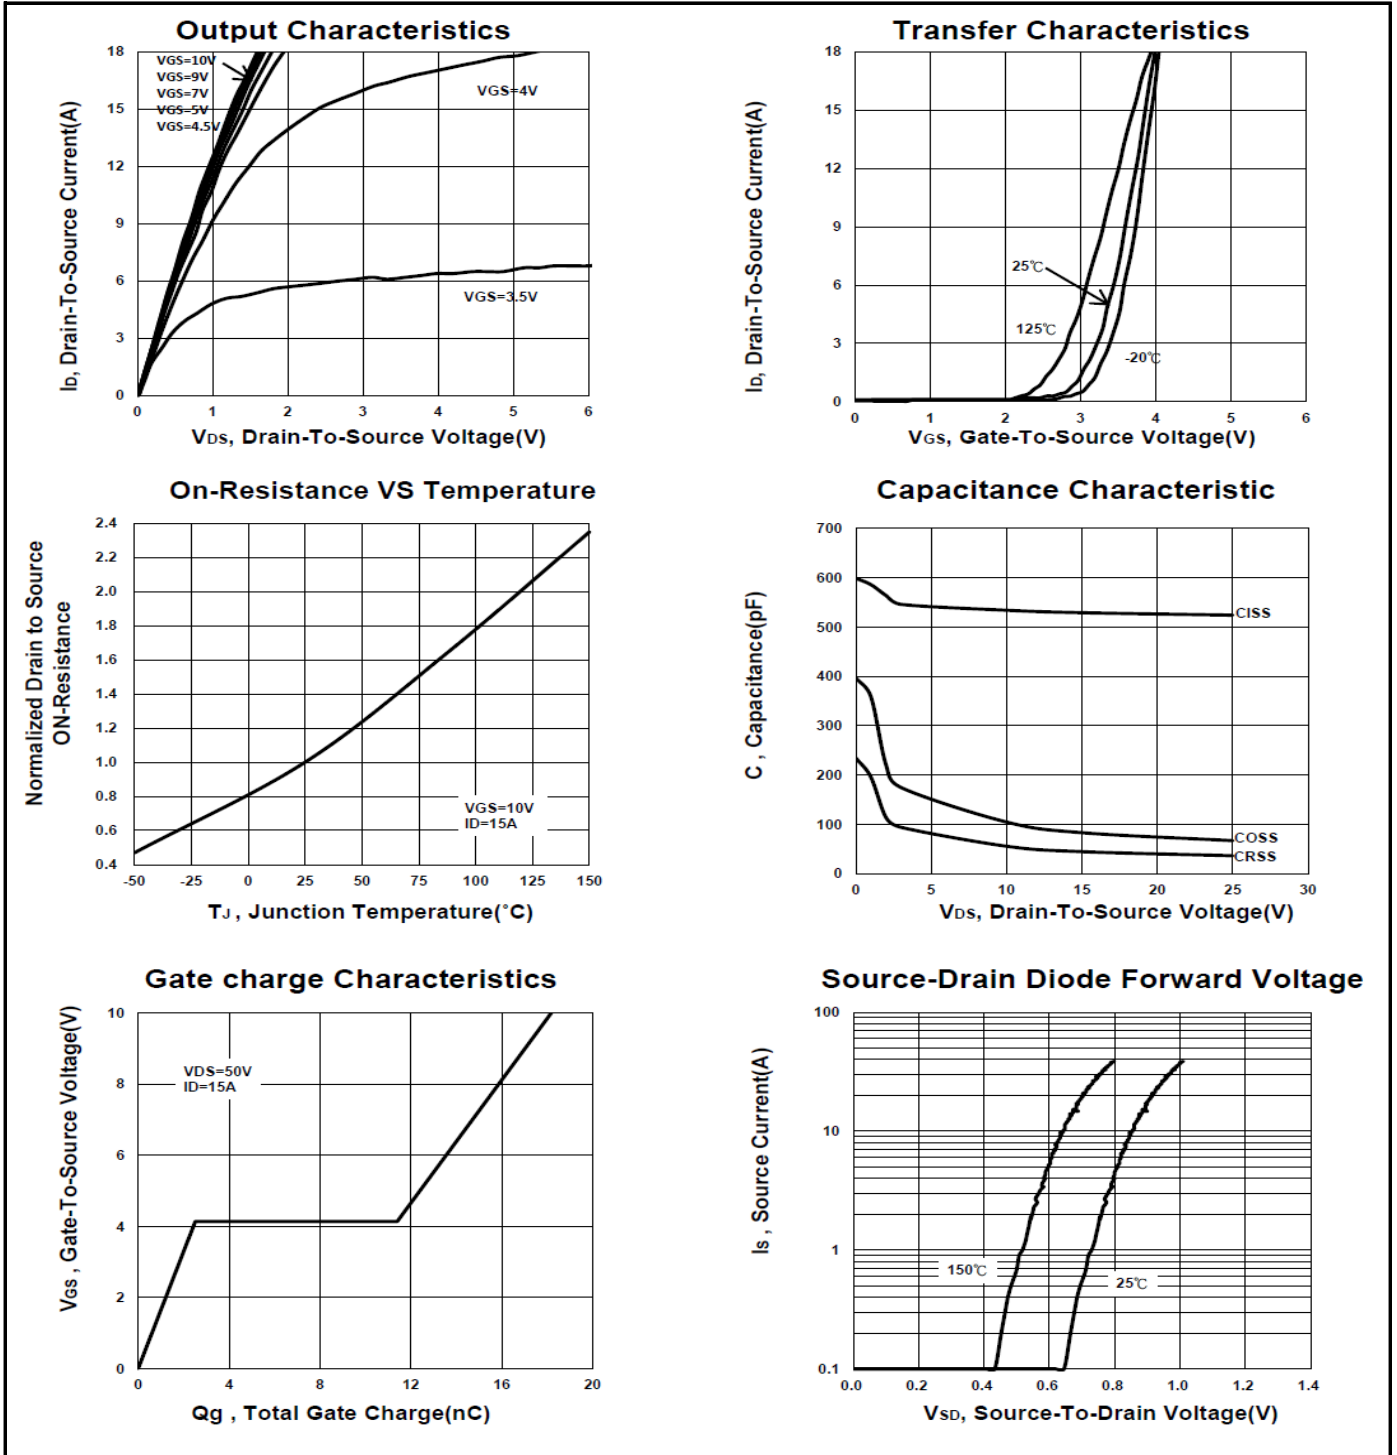 Output Characteristics
ID, Drain-To-Source Current(A)
18
15
12
9
6
3
0
VGS=10V
VGS=9V
VGS=7V
VGS=5V
VGS=4.5V
VGS=4V
VGS=3.5V
0 1 2 3 4 5 6
VDS, Drain-To-Source Voltage(V)
Transfer Characteristics
ID, Drain-To-Source Current(A)
18
15
12
9
6
3
0
25℃
125℃
-20℃
0 1 2 3 4 5 6
VGS, Gate-To-Source Voltage(V)
On-Resistance VS Temperature
Normalized Drain to Source
ON-Resistance
2.4
2.2
2.0
1.8
1.6
1.4
1.2
1.0
0.8
0.6
0.4
VGS=10V
ID=15A
-50 -25 0 25 50 75 100 125 150
TJ , Junction Temperature(°C)
Capacitance Characteristic
C , Capacitance(pF)
700
600
500
400
300
200
100
0
CISS
COSS
CRSS
0 5 10 15 20 25 30
VDS, Drain-To-Source Voltage(V)
Gate charge Characteristics
VGS , Gate-To-Source Voltage(V)
10
8
6
4
2
0
VDS=50V
ID=15A
0 4 8 12 16 20
Qg , Total Gate Charge(nC)
Source-Drain Diode Forward Voltage
IS , Source Current(A)
100
10
1
0.1
150℃
25℃
0.0 0.2 0.4 0.6 0.8 1.0 1.2 1.4
VSD, Source-To-Drain Voltage(V)